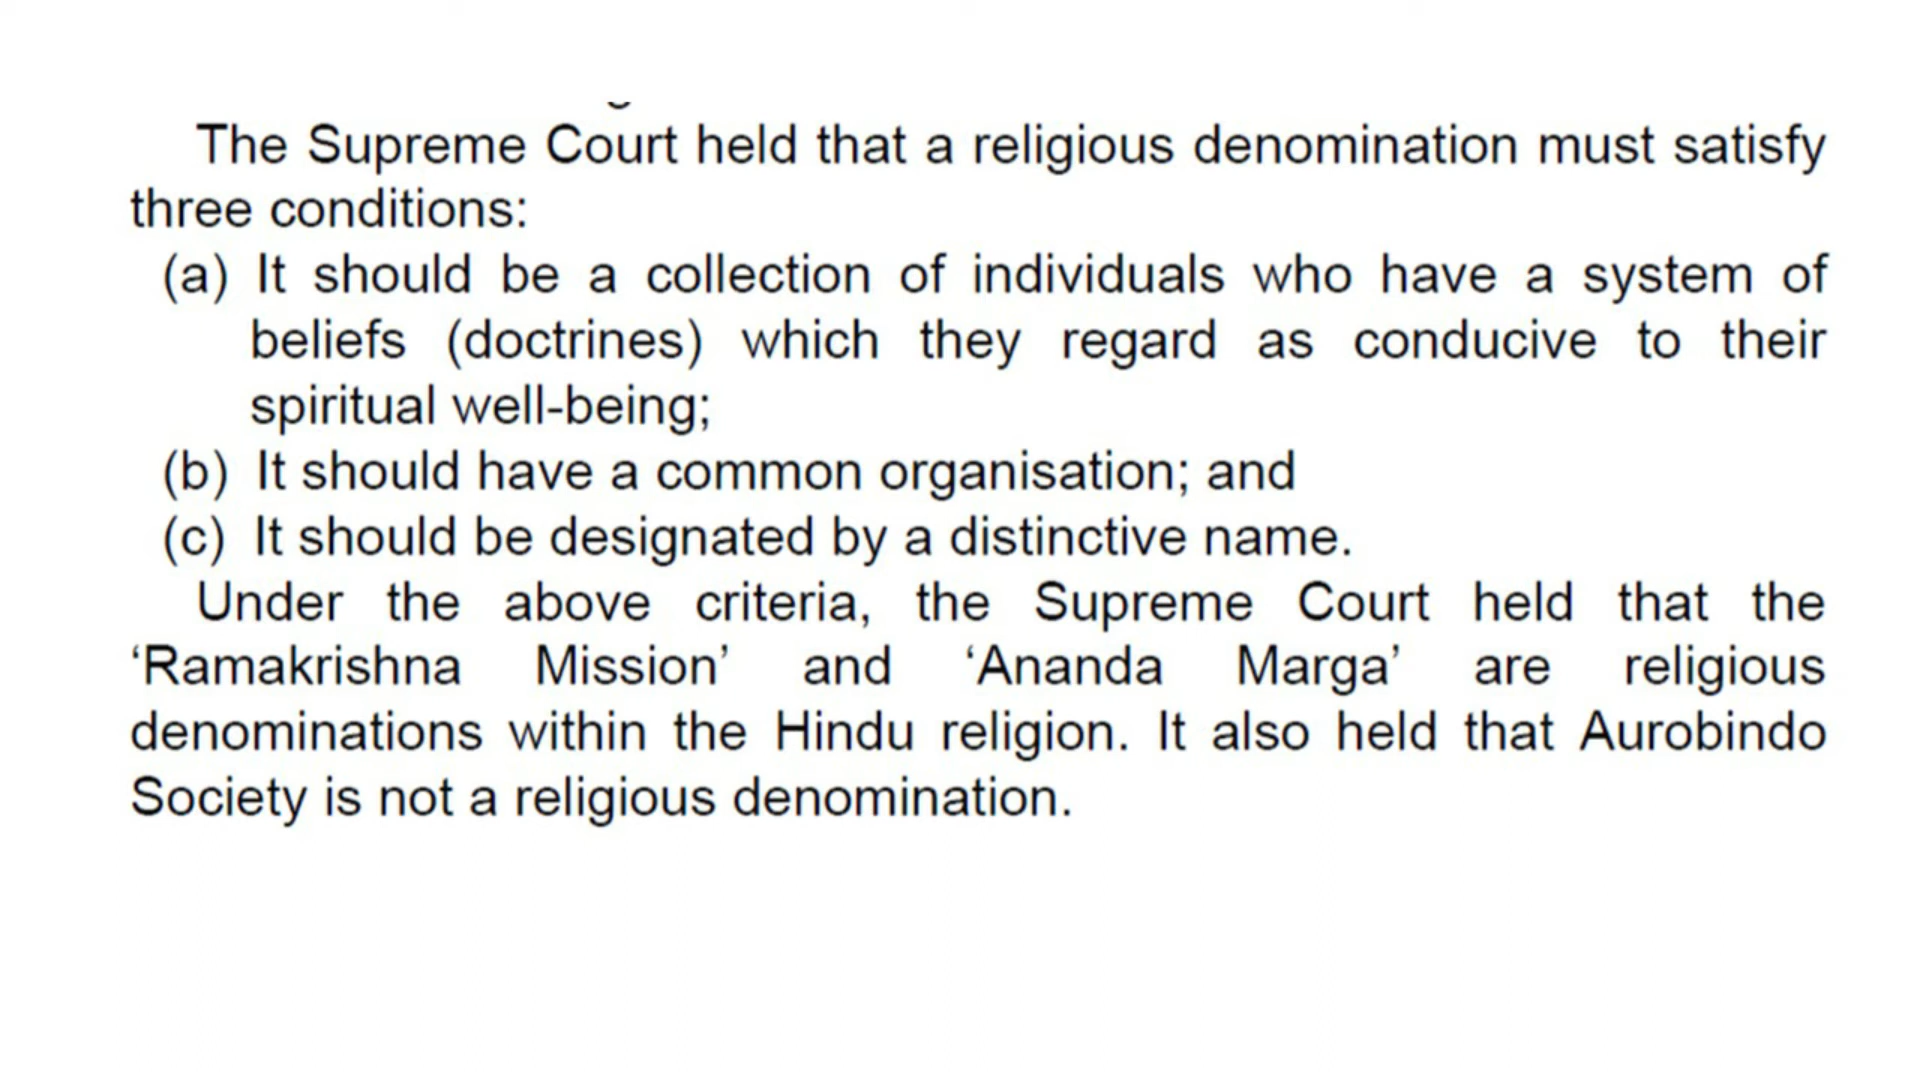 The Supreme Court held that a religious denomination must satisfy
three conditions:
(a) It should be a collection of individuals who have a system of
beliefs (doctrines) which they regard as conducive to their
spiritual well-being;
(b) It should have a common organisation; and
(c) It should be designated by a distinctive name.
Under the above criteria, the Supreme Court held that the
‘Ramakrishna Mission’ and ‘Ananda Marga’ are religious
denominations within the Hindu religion. It also held that Aurobindo
Society is not a religious denomination.